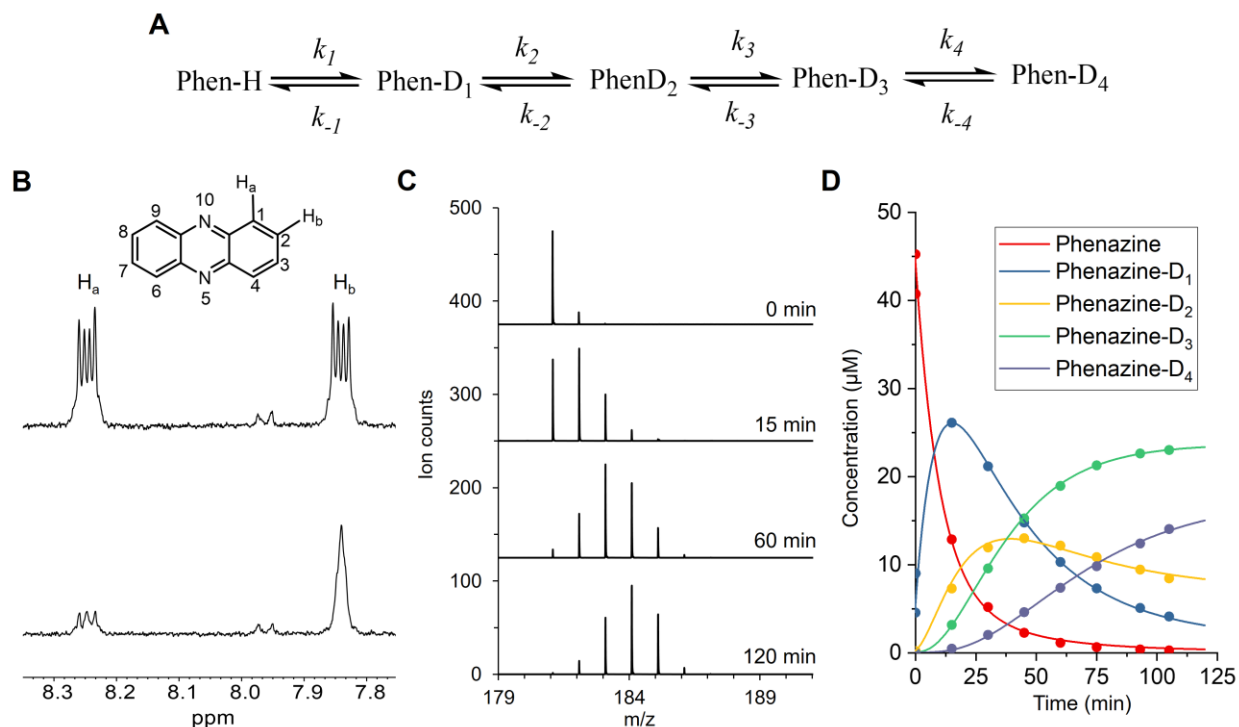 A
k1 k2 k3 k4
Phen-H Phen-D1 PhenD2 Phen-D3 Phen-D4
k-1 k-2 k-3 k-4
B
Ha
10
9 1 Hb
8 2
7 3
6 5 4
Ha Hb
8.3 8.2 8.1 8.0 7.9 7.8
ppm
C
500
400
300
200
100
0
Ion counts
0 min
15 min
60 min
120 min
179 184 189
m/z
D
50
40
30
20
10
0
Concentration (µM)
Phenazine
Phenazine-D1
Phenazine-D2
Phenazine-D3
Phenazine-D4
0 25 50 75 100 125
Time (min)
N
N